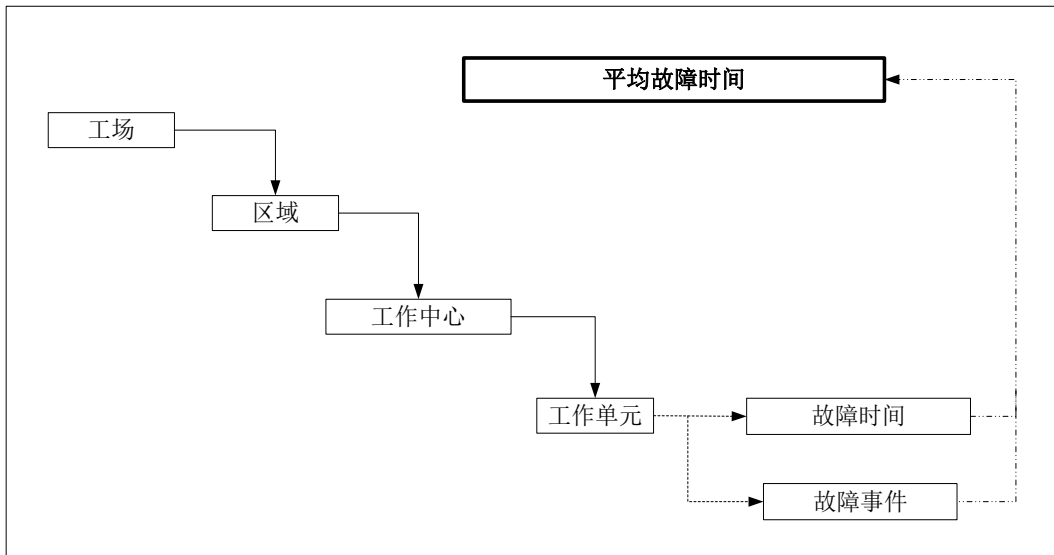 平均故障时间
工场
区域
工作中心
工作单元
故障时间
故障事件